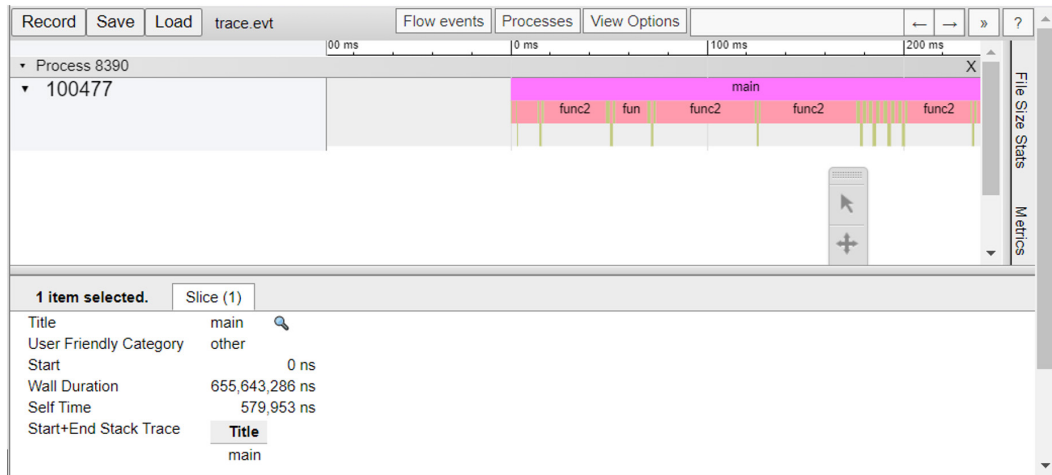 Record Save Load trace.evt Flow events Processes View Options ← → » ?
00 ms 0 ms 100 ms 200 ms
▾ Process 8390 X
▾ 100477
main
func2 fun func2 func2 func2
File Size Stats
Metrics
1 item selected. Slice (1)
Title main
User Friendly Category other
Start 0 ns
Wall Duration 655,643,286 ns
Self Time 579,953 ns
Start+End Stack Trace Title
main